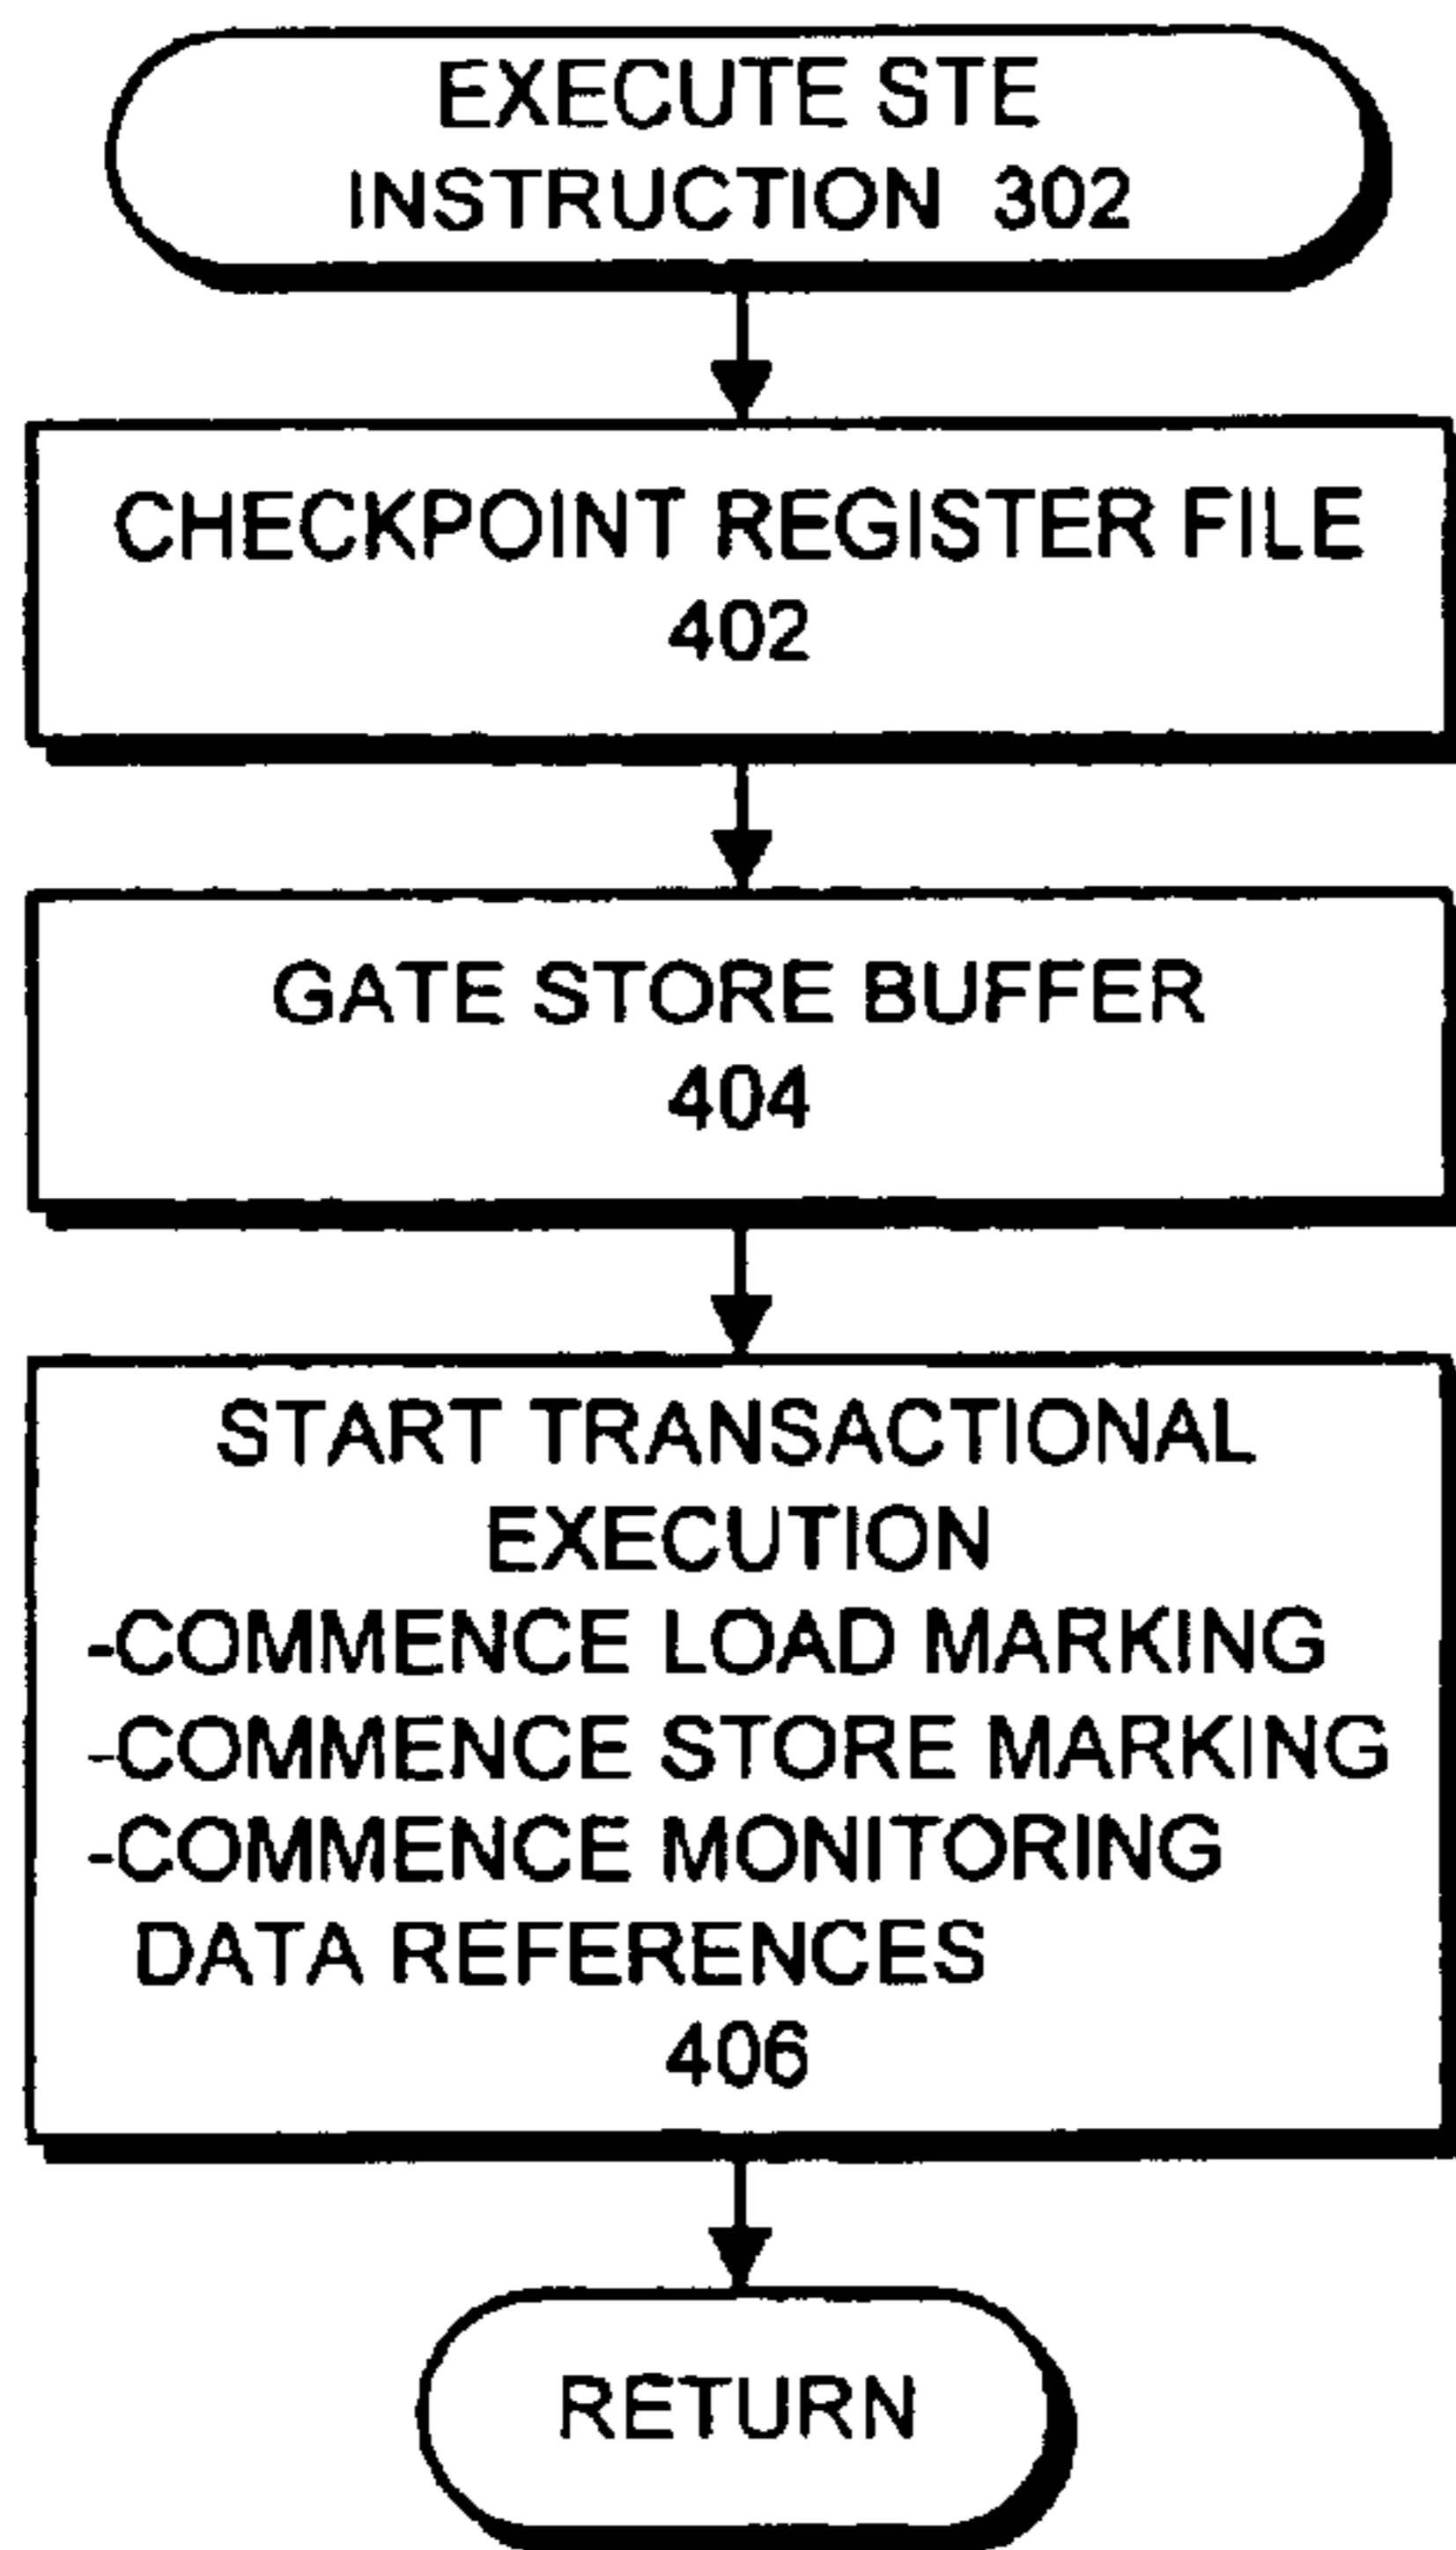 EXECUTE STE
INSTRUCTION 302
CHECKPOINT REGISTER FILE
402
GATE STORE BUFFER
404
START TRANSACTIONAL
EXECUTION
-COMMENCE LOAD MARKING
-COMMENCE STORE MARKING
-COMMENCE MONITORING
DATA REFERENCES
406
RETURN